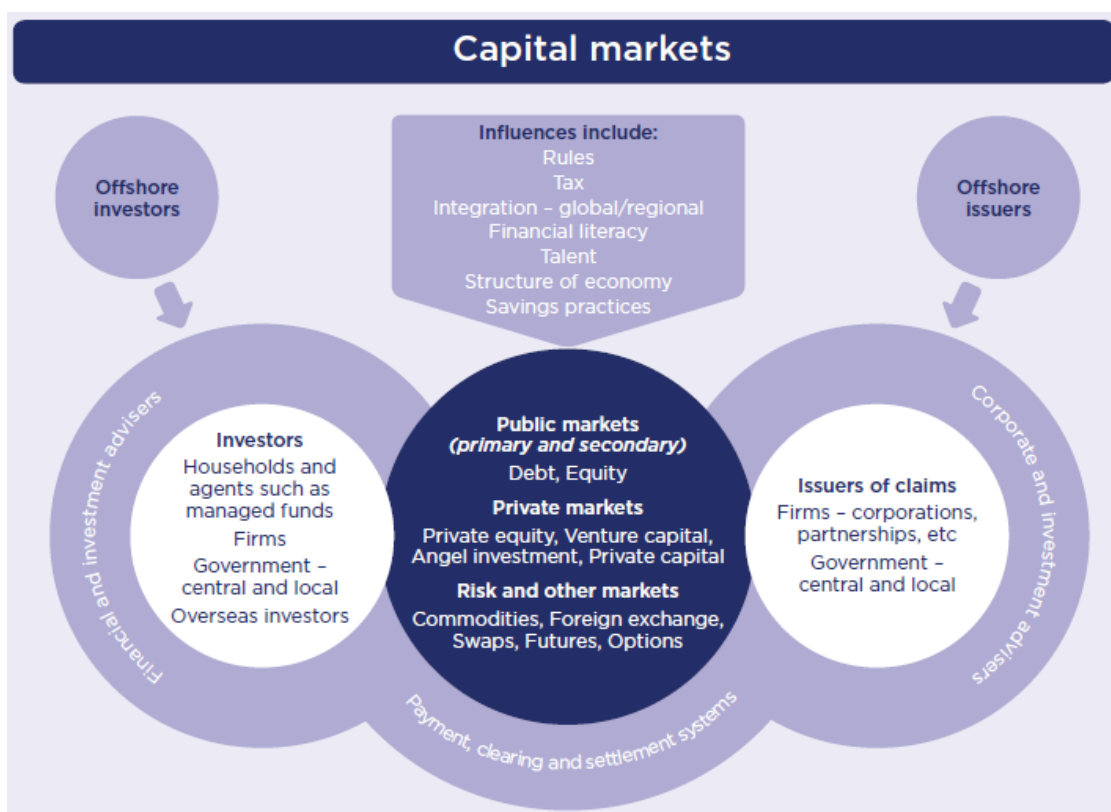 Capital markets
Influences include:
Rules
Tax
Integration – global/regional
Financial literacy
Talent
Structure of economy
Savings practices
Offshore
investors
Offshore
issuers
Financial and investment advisers
Investors
Households and
agents such as
managed funds
Firms
Government –
central and local
Overseas investors
Public markets
(primary and secondary)
Debt, Equity
Private markets
Private equity, Venture capital,
Angel investment, Private capital
Risk and other markets
Commodities, Foreign exchange,
Swaps, Futures, Options
Issuers of claims
Firms – corporations,
partnerships, etc
Government –
central and local
Corporate and investment advisers
Payment, clearing and settlement systems